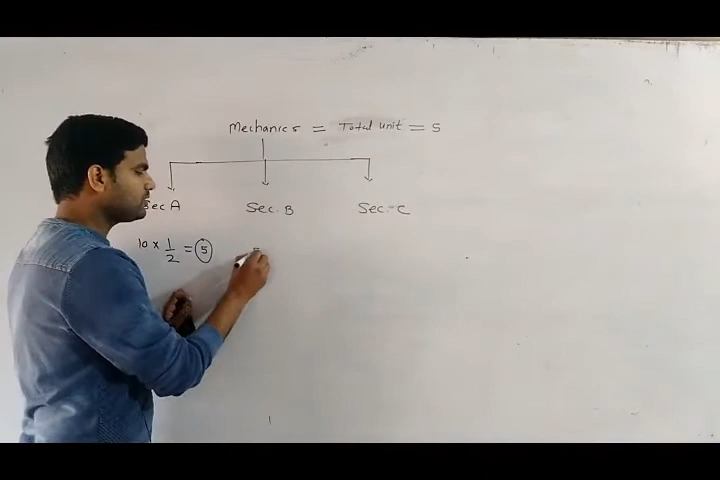 Mechanics = Total unit = 5
Sec A Sec. B Sec. C
10 × 1/2 = 5